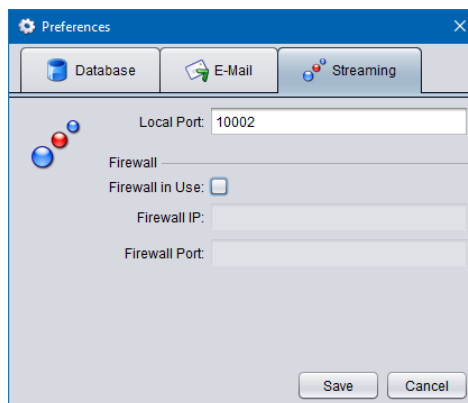 Preferences
Database E-Mail Streaming
Local Port: 10002
Firewall
Firewall in Use:
Firewall IP:
Firewall Port:
Save Cancel